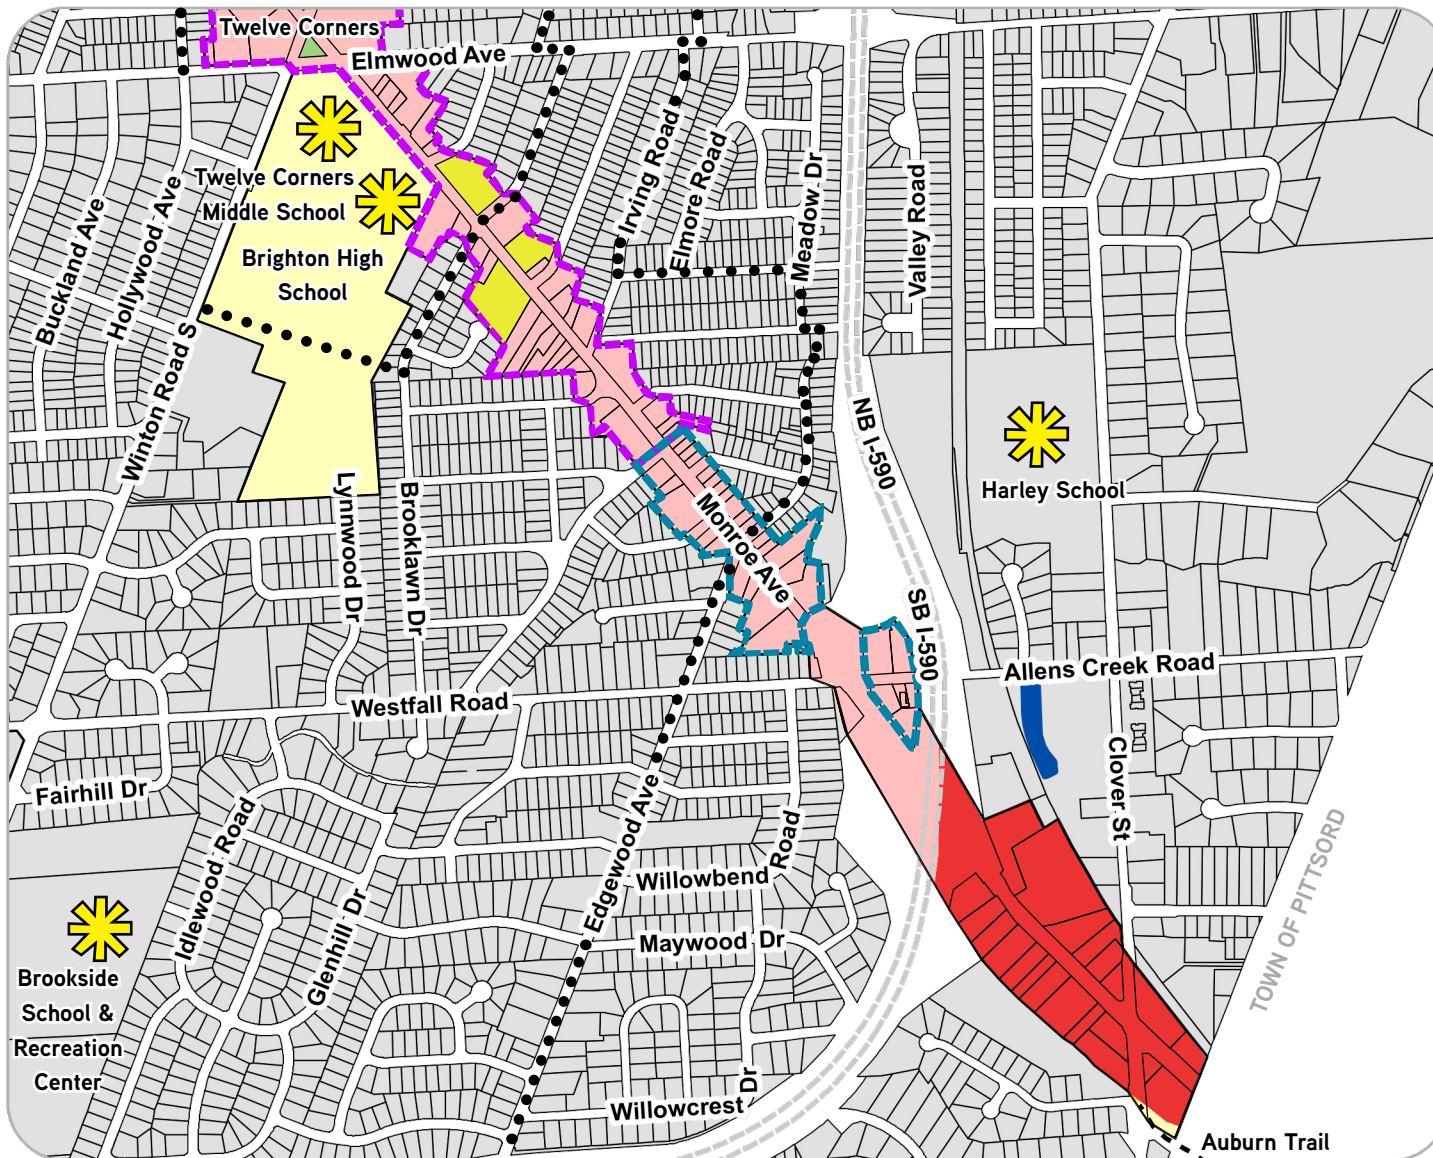 Twelve Corners
Elmwood Ave
Twelve Corners
Middle School
Brighton High
School
Buckland Ave
Hollywood Ave
Winton Road S
Irving Road
Elmore Road
Meadow Dr
Valley Road
NB I-590
Harley School
Lynnwood Dr
Brooklawn Dr
Monroe Ave
SB I-590
Allens Creek Road
Westfall Road
Clover St
Fairhill Dr
Idlewood Road
Glenhill Dr
Edgewood Ave
Willowbend Road
Maywood Dr
TOWN OF PITTSORD
Brookside
School &
Recreation
Center
Willowcrest Dr
Auburn Trail